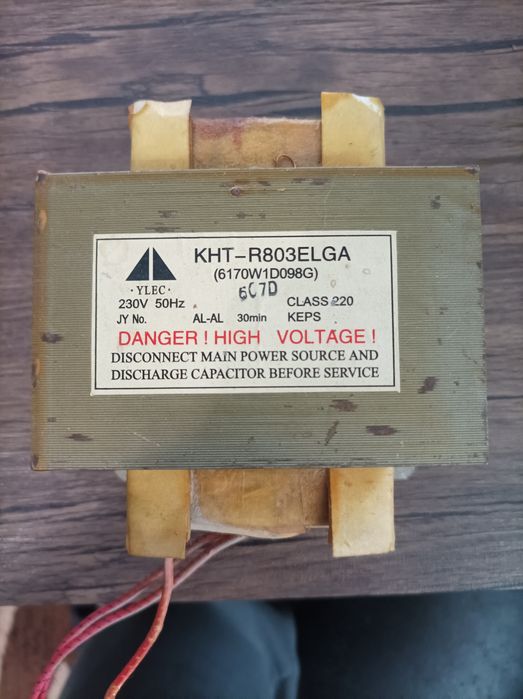 KHT-R803ELGA
(6170W1D098G)
· YLEC ·
5C7D
230V 50Hz CLASS 220
JY No. AL-AL 30min KEPS
DANGER ! HIGH VOLTAGE !
DISCONNECT MAIN POWER SOURCE AND
DISCHARGE CAPACITOR BEFORE SERVICE